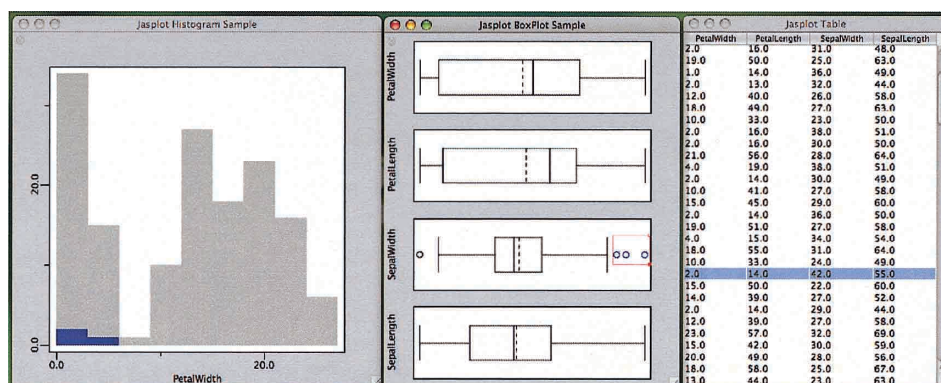 Jasplot Histogram Sample
20.0
0.0
0.0 20.0
PetalWidth
Jasplot BoxPlot Sample
PetalWidth
PetalLength
SepalWidth
SepalLength
Jasplot Table
PetalWidth PetalLength SepalWidth SepalLength
2.0 16.0 31.0 48.0
19.0 50.0 25.0 63.0
1.0 14.0 36.0 49.0
2.0 13.0 32.0 44.0
12.0 40.0 26.0 58.0
18.0 49.0 27.0 63.0
10.0 33.0 23.0 50.0
2.0 16.0 38.0 51.0
2.0 16.0 30.0 50.0
21.0 56.0 28.0 64.0
4.0 19.0 38.0 51.0
2.0 14.0 30.0 49.0
10.0 41.0 27.0 58.0
15.0 45.0 29.0 60.0
2.0 14.0 36.0 50.0
19.0 51.0 27.0 58.0
4.0 15.0 34.0 54.0
18.0 55.0 31.0 64.0
10.0 33.0 24.0 49.0
2.0 14.0 42.0 55.0
15.0 50.0 22.0 60.0
14.0 39.0 27.0 52.0
2.0 14.0 29.0 44.0
12.0 39.0 27.0 58.0
23.0 57.0 32.0 69.0
15.0 42.0 30.0 59.0
20.0 49.0 28.0 56.0
18.0 58.0 25.0 67.0
13.0 44.0 23.0 63.0